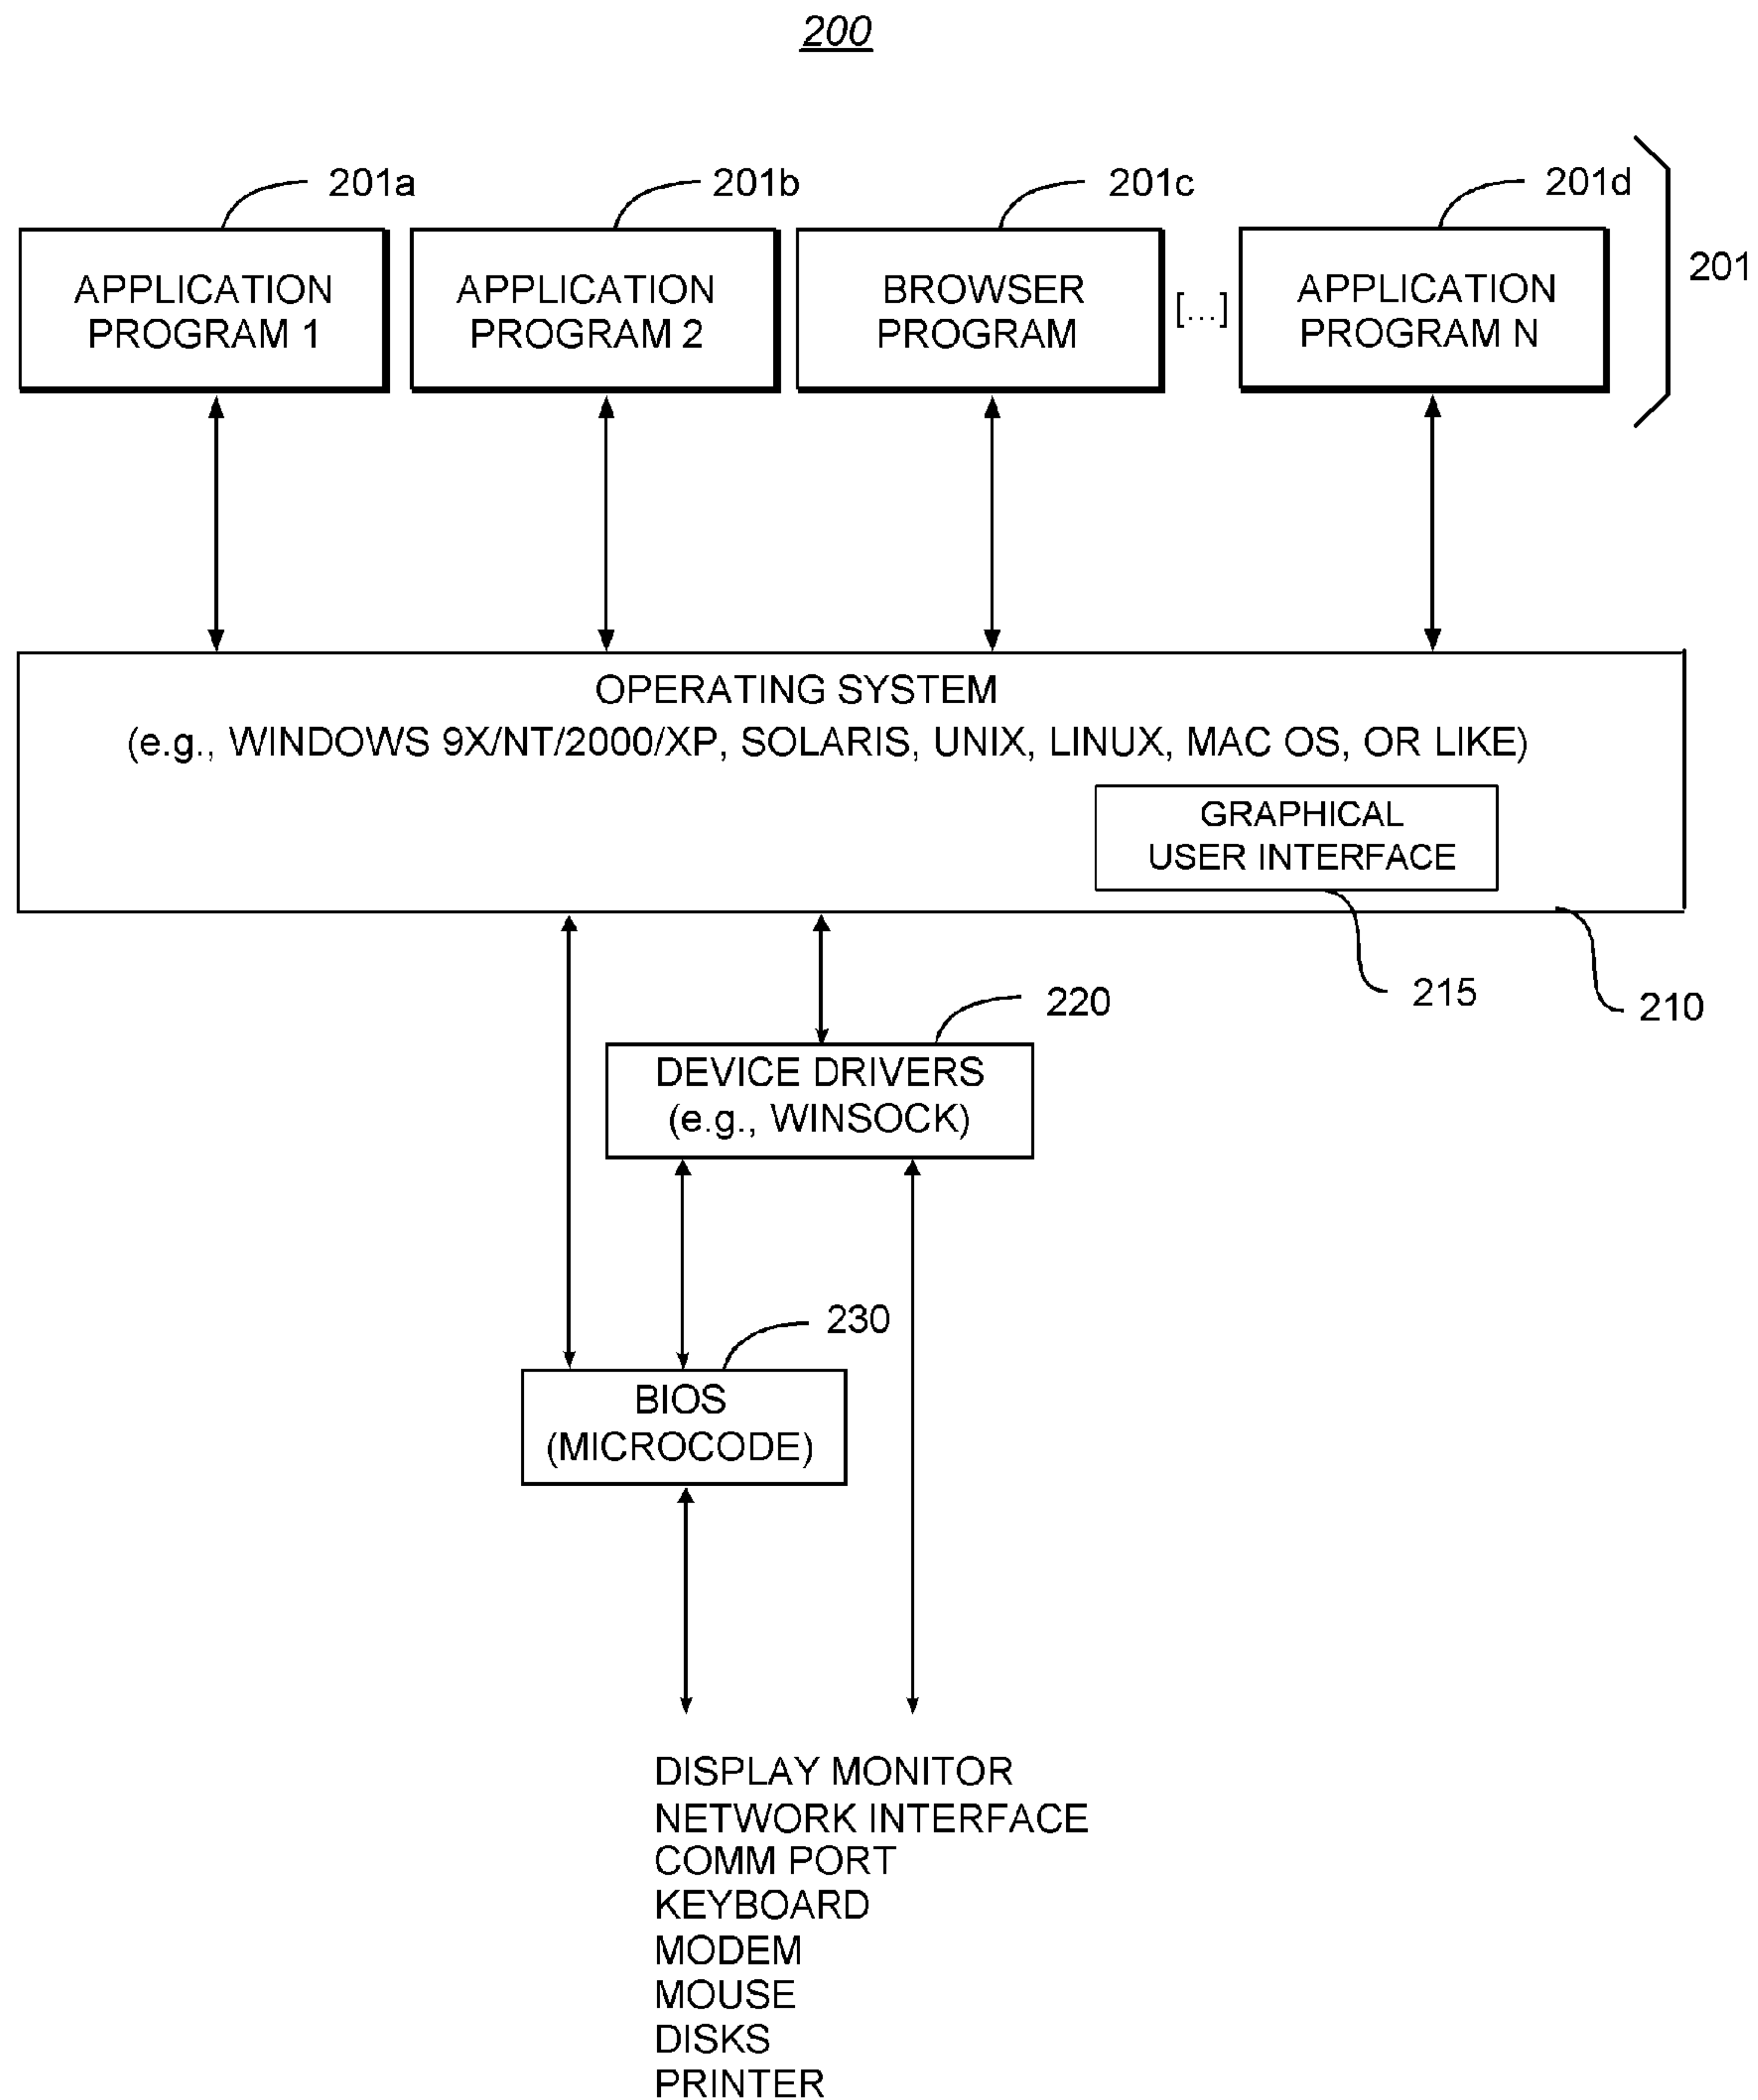 200
201a
201b
201c
201d
201
APPLICATION
PROGRAM 1
APPLICATION
PROGRAM 2
BROWSER
PROGRAM
[...]
APPLICATION
PROGRAM N
OPERATING SYSTEM
(e.g., WINDOWS 9X/NT/2000/XP, SOLARIS, UNIX, LINUX, MAC OS, OR LIKE)
GRAPHICAL
USER INTERFACE
215
210
220
DEVICE DRIVERS
(e.g., WINSOCK)
230
BIOS
(MICROCODE)
DISPLAY MONITOR
NETWORK INTERFACE
COMM PORT
KEYBOARD
MODEM
MOUSE
DISKS
PRINTER